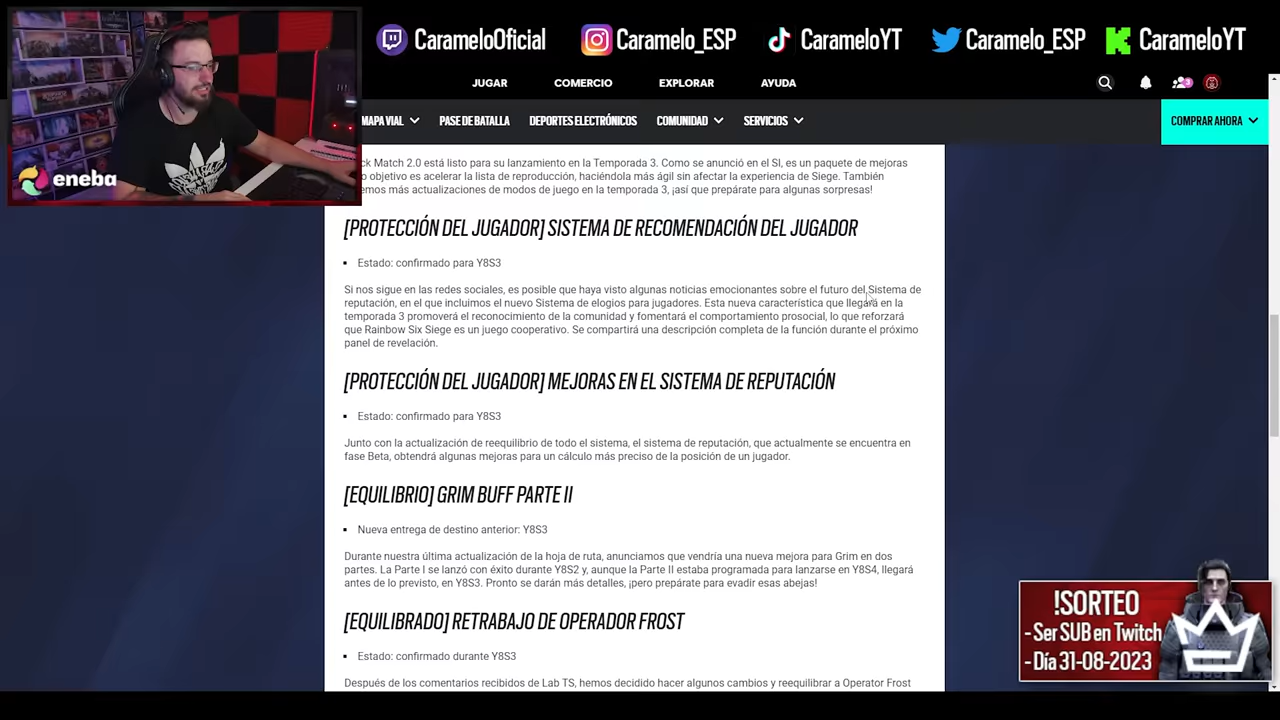 CarameloOficial
Caramelo_ESP
CarameloYT
Caramelo_ESP
CarameloYT
JUGAR COMERCIO EXPLORAR AYUDA
3
MAPA VIAL PASE DE BATALLA DEPORTES ELECTRÓNICOS COMUNIDAD SERVICIOS COMPRAR AHORA
eneba
Match 2.0 está listo para su lanzamiento en la Temporada 3. Como se anunció en el SI, es un paquete de mejoras
objetivo es acelerar la lista de reproducción, haciéndola más ágil sin afectar la experiencia de Siege. También
más actualizaciones de modos de juego en la temporada 3, ¡así que prepárate para algunas sorpresas!
[PROTECCIÓN DEL JUGADOR] SISTEMA DE RECOMENDACIÓN DEL JUGADOR
Estado: confirmado para Y8S3
Si nos sigue en las redes sociales, es posible que haya visto algunas noticias emocionantes sobre el futuro del Sistema de
reputación, en el que incluimos el nuevo Sistema de elogios para jugadores. Esta nueva característica que llegará en la
temporada 3 promoverá el reconocimiento de la comunidad y fomentará el comportamiento prosocial, lo que reforzará
que Rainbow Six Siege es un juego cooperativo. Se compartirá una descripción completa de la función durante el próximo
panel de revelación.
[PROTECCIÓN DEL JUGADOR] MEJORAS EN EL SISTEMA DE REPUTACIÓN
Estado: confirmado para Y8S3
Junto con la actualización de reequilibrio de todo el sistema, el sistema de reputación, que actualmente se encuentra en
fase Beta, obtendrá algunas mejoras para un cálculo más preciso de la posición de un jugador.
[EQUILIBRIO] GRIM BUFF PARTE II
Nueva entrega de destino anterior: Y8S3
Durante nuestra última actualización de la hoja de ruta, anunciamos que vendría una nueva mejora para Grim en dos
partes. La Parte I se lanzó con éxito durante Y8S2 y, aunque la Parte II estaba programada para lanzarse en Y8S4, llegará
antes de lo previsto, en Y8S3. Pronto se darán más detalles, ¡pero prepárate para evadir esas abejas!
[EQUILIBRADO] RETRABAJO DE OPERADOR FROST
Estado: confirmado durante Y8S3
Después de los comentarios recibidos de Lab TS, hemos decidido hacer algunos cambios y reequilibrar a Operator Frost
!SORTEO
- Ser SUB en Twitch
- Día 31-08-2023